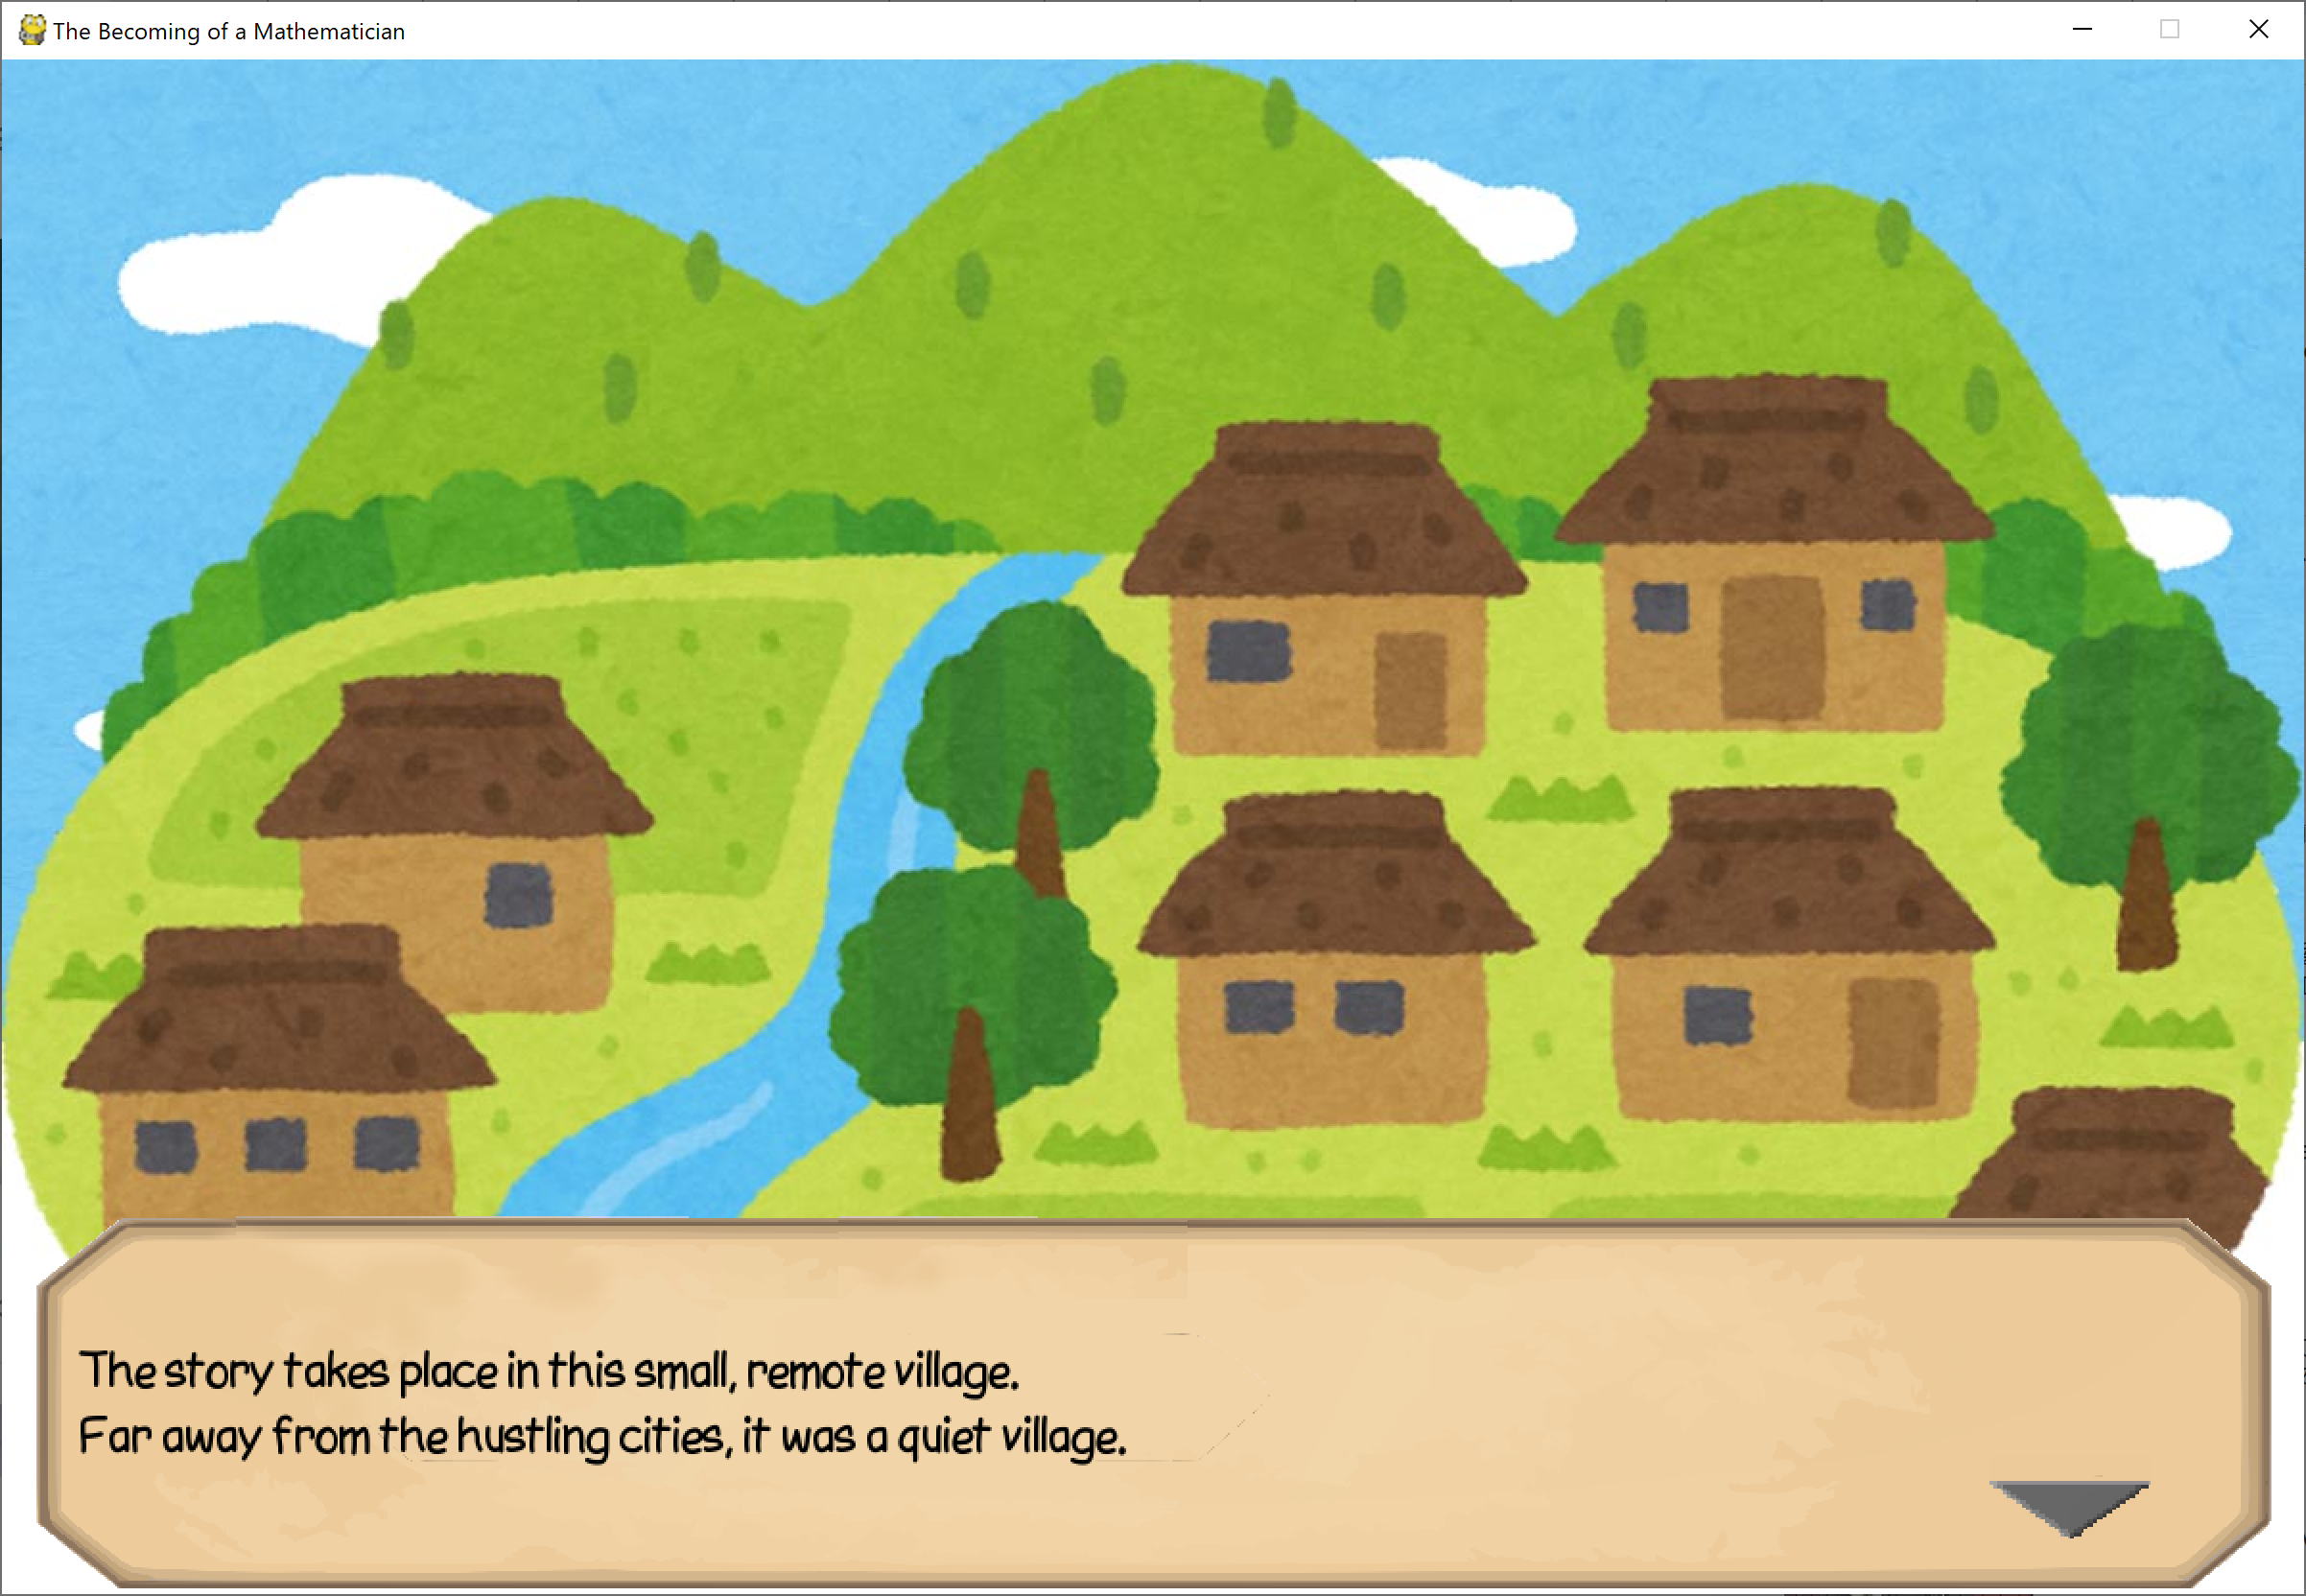 The Becoming of a Mathematician
The story takes place in this small, remote village.
Far away from the hustling cities, it was a quiet village.